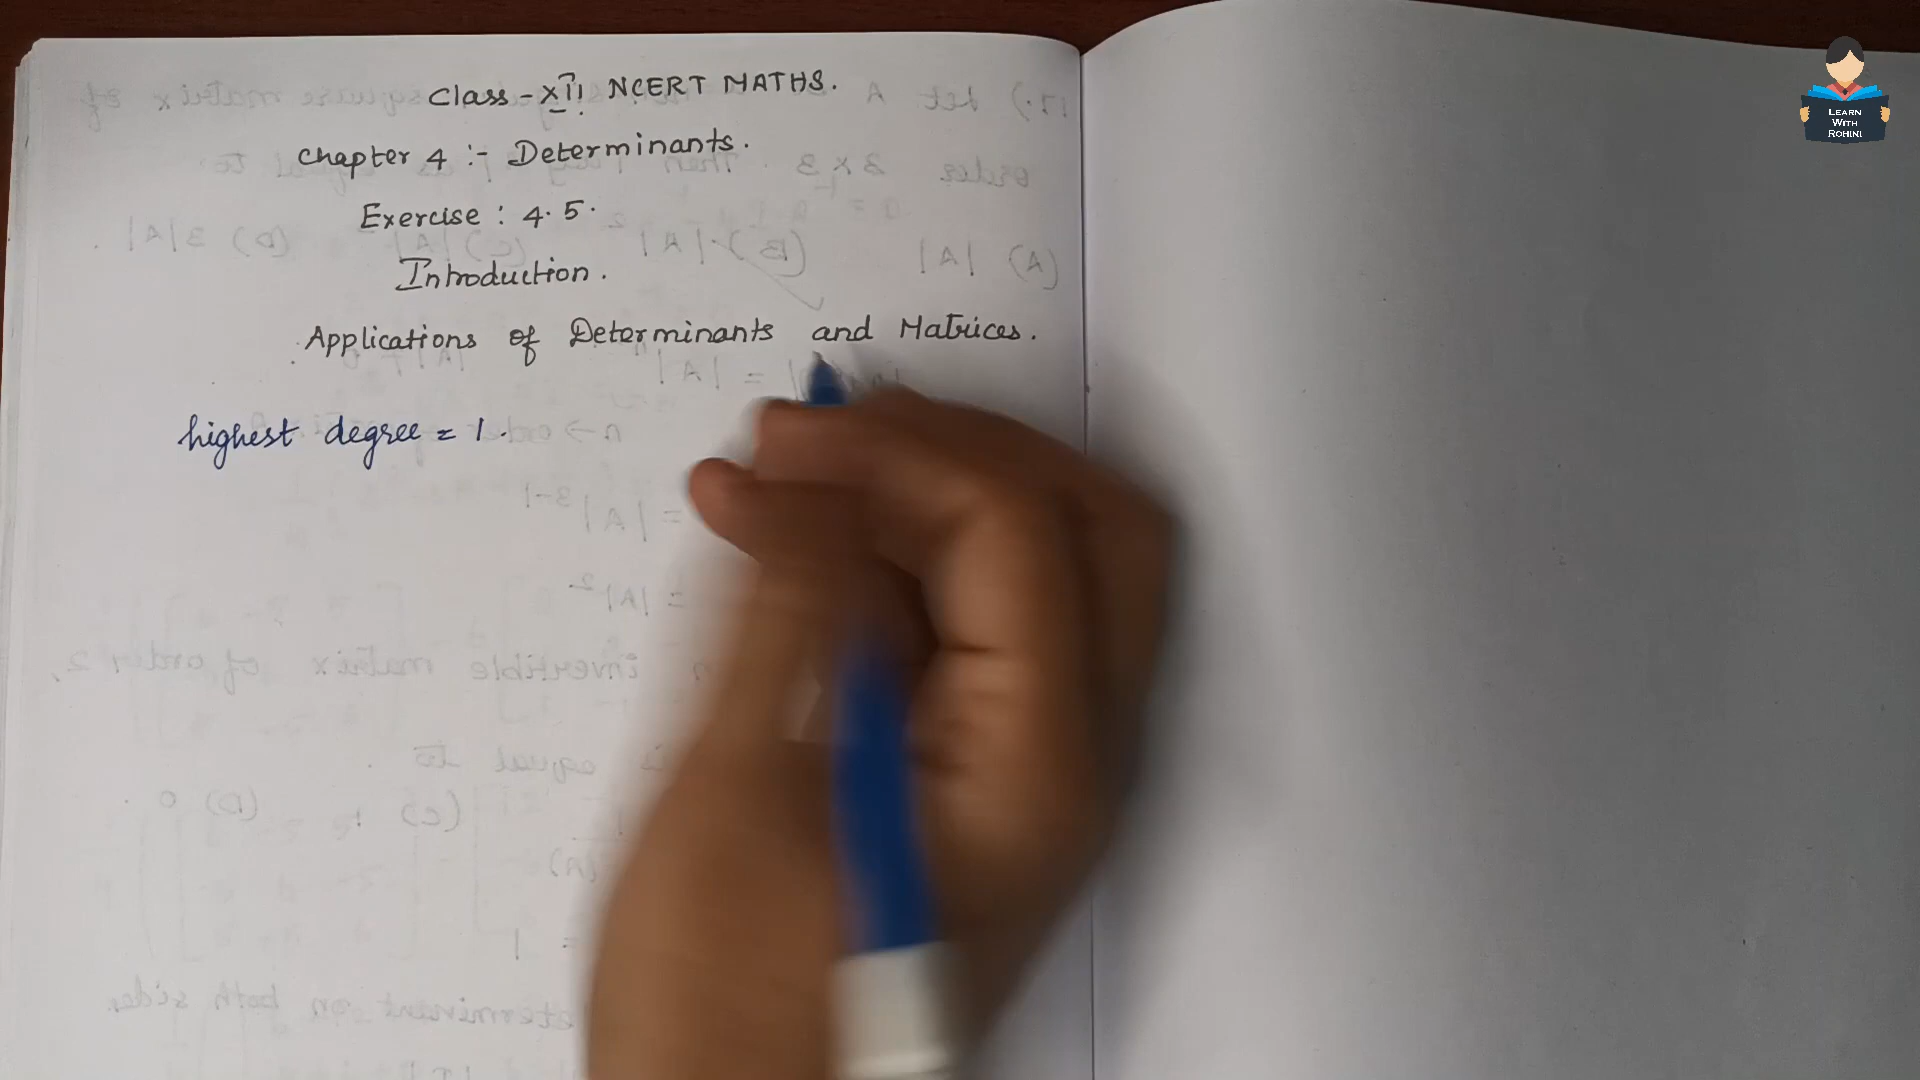 Class - XII NCERT MATHS.
Chapter 4 :- Determinants.
Exercise : 4.5.
Introduction.
Applications of Determinants and Matrices.
highest degree = 1.
LEARN
WITH
ROHINI